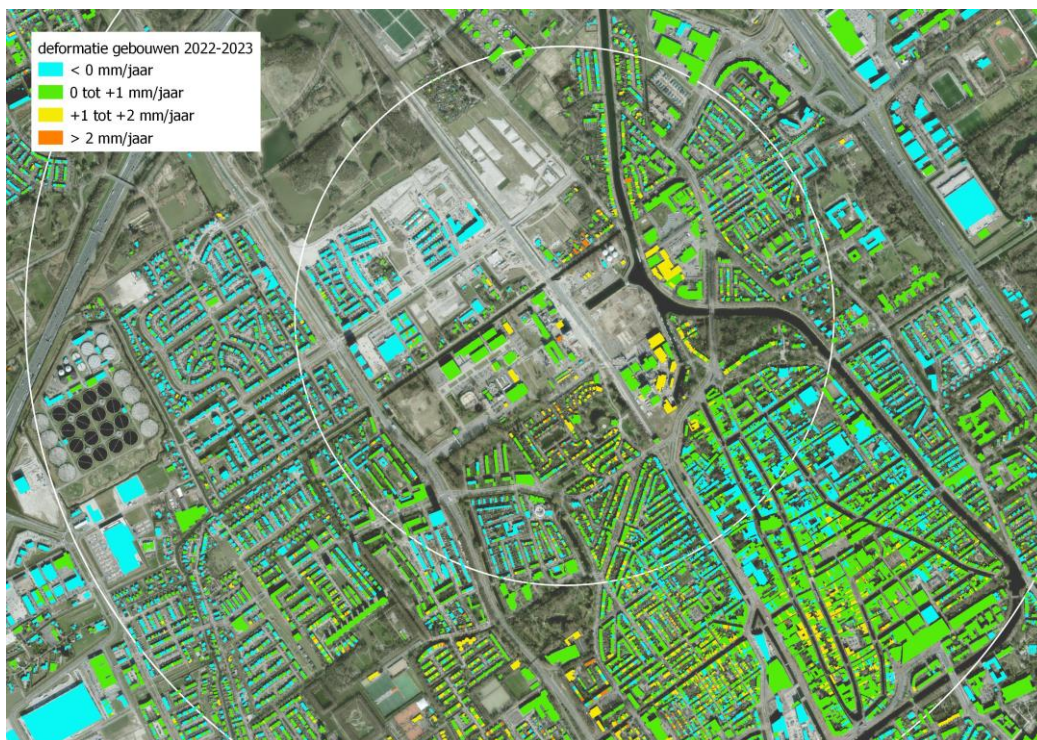 deformatie gebouwen 2022-2023
< 0 mm/jaar
0 tot +1 mm/jaar
+1 tot +2 mm/jaar
> 2 mm/jaar